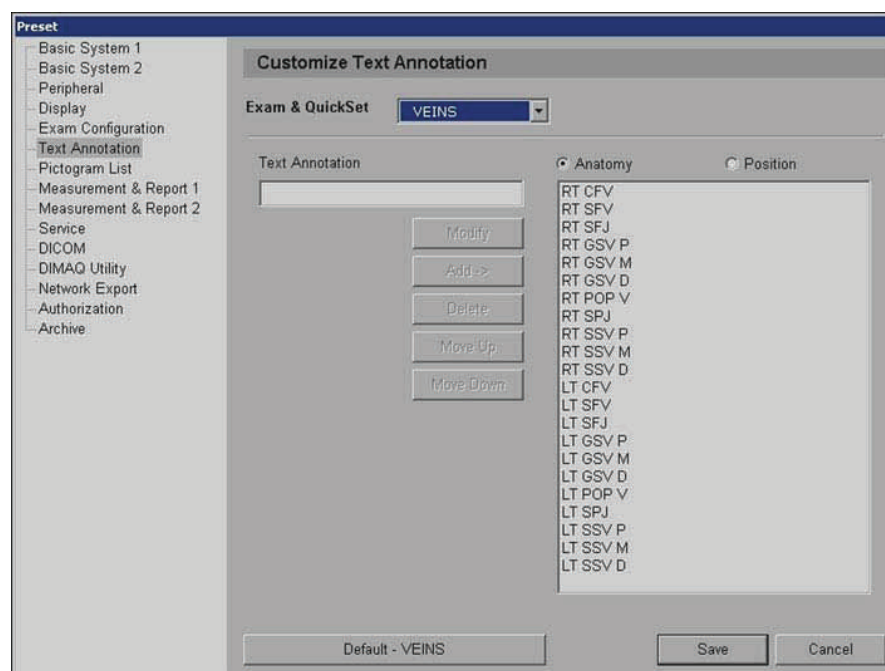 Preset
Basic System 1
Basic System 2
Peripheral
Display
Exam Configuration
Text Annotation
Pictogram List
Measurement & Report 1
Measurement & Report 2
Service
DICOM
DIMAQ Utility
Network Export
Authorization
Archive
Customize Text Annotation
Exam & QuickSet VEINS
Text Annotation
Modify
Add ->
Delete
Move Up
Move Down
Anatomy Position
RT CFV
RT SFV
RT SFJ
RT GSV P
RT GSV M
RT GSV D
RT POP V
RT SPJ
RT SSV P
RT SSV M
RT SSV D
LT CFV
LT SFV
LT SFJ
LT GSV P
LT GSV M
LT GSV D
LT POP V
LT SPJ
LT SSV P
LT SSV M
LT SSV D
Default - VEINS Save Cancel